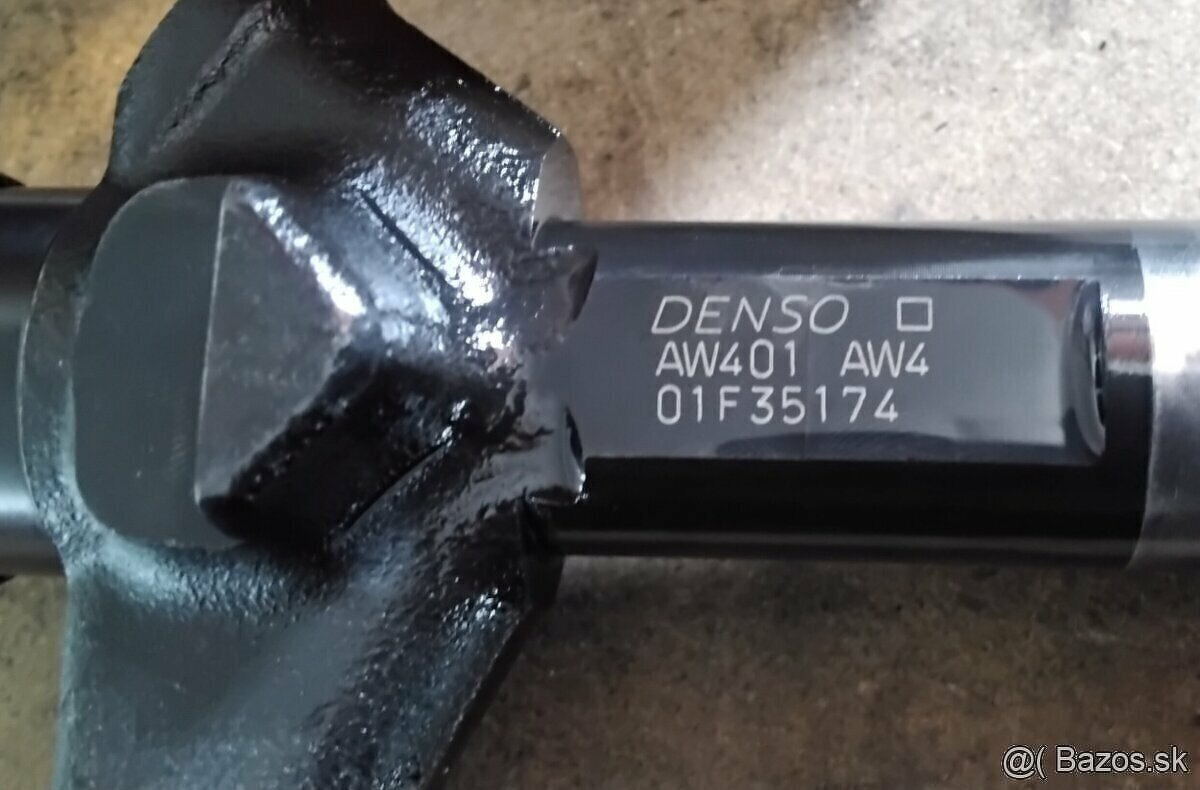 DENSO
AW401 AW4
01F35174
@( Bazos.sk